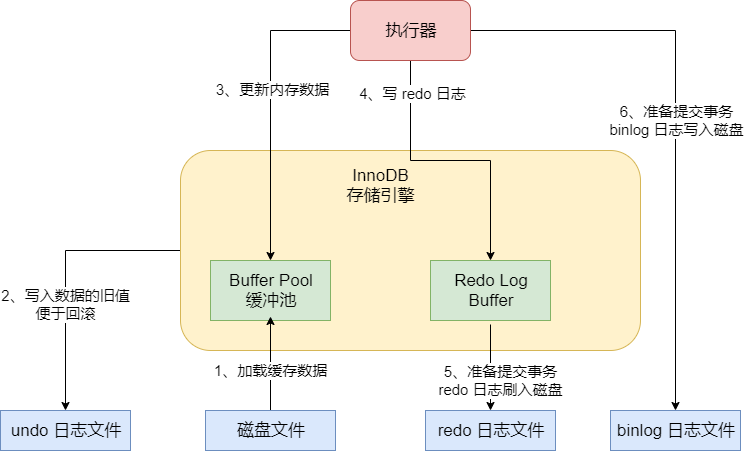 执行器
3、更新内存数据
4、写 redo 日志
6、准备提交事务
binlog 日志写入磁盘
InnoDB
存储引擎
Buffer Pool
缓冲池
Redo Log
Buffer
2、写入数据的旧值
便于回滚
1、加载缓存数据
5、准备提交事务
redo 日志刷入磁盘
undo 日志文件
磁盘文件
redo 日志文件
binlog 日志文件